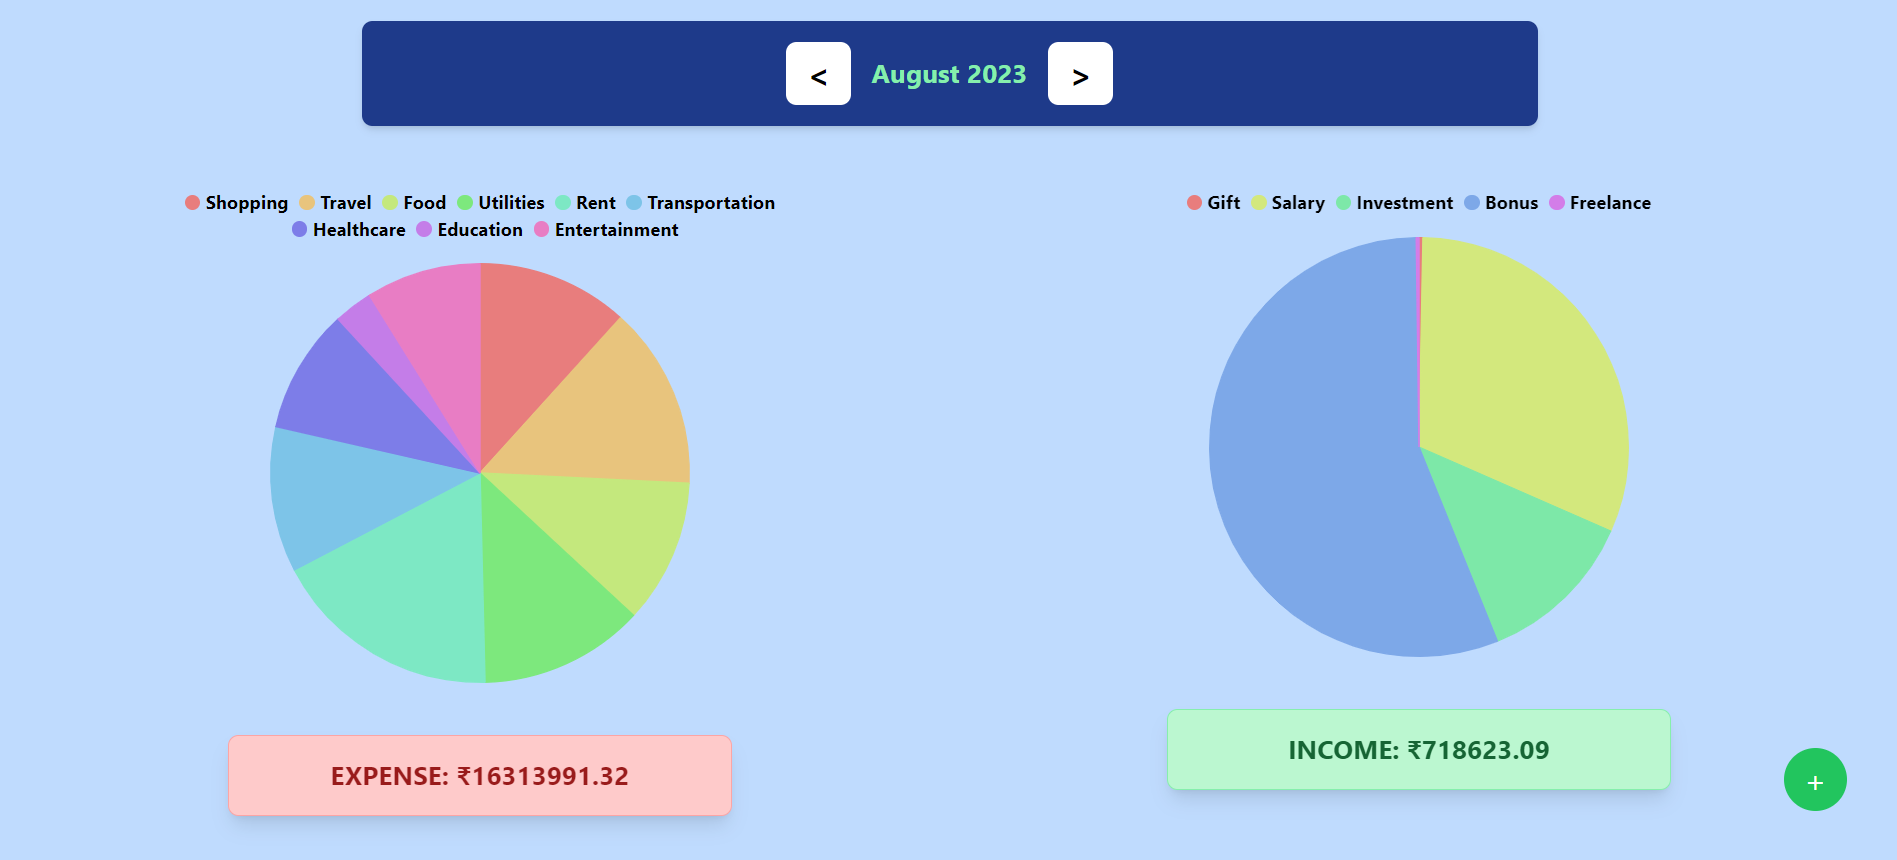 < August 2023 >
Shopping Travel Food Utilities Rent Transportation
Healthcare Education Entertainment
EXPENSE: ₹16313991.32
Gift Salary Investment Bonus Freelance
INCOME: ₹718623.09
+